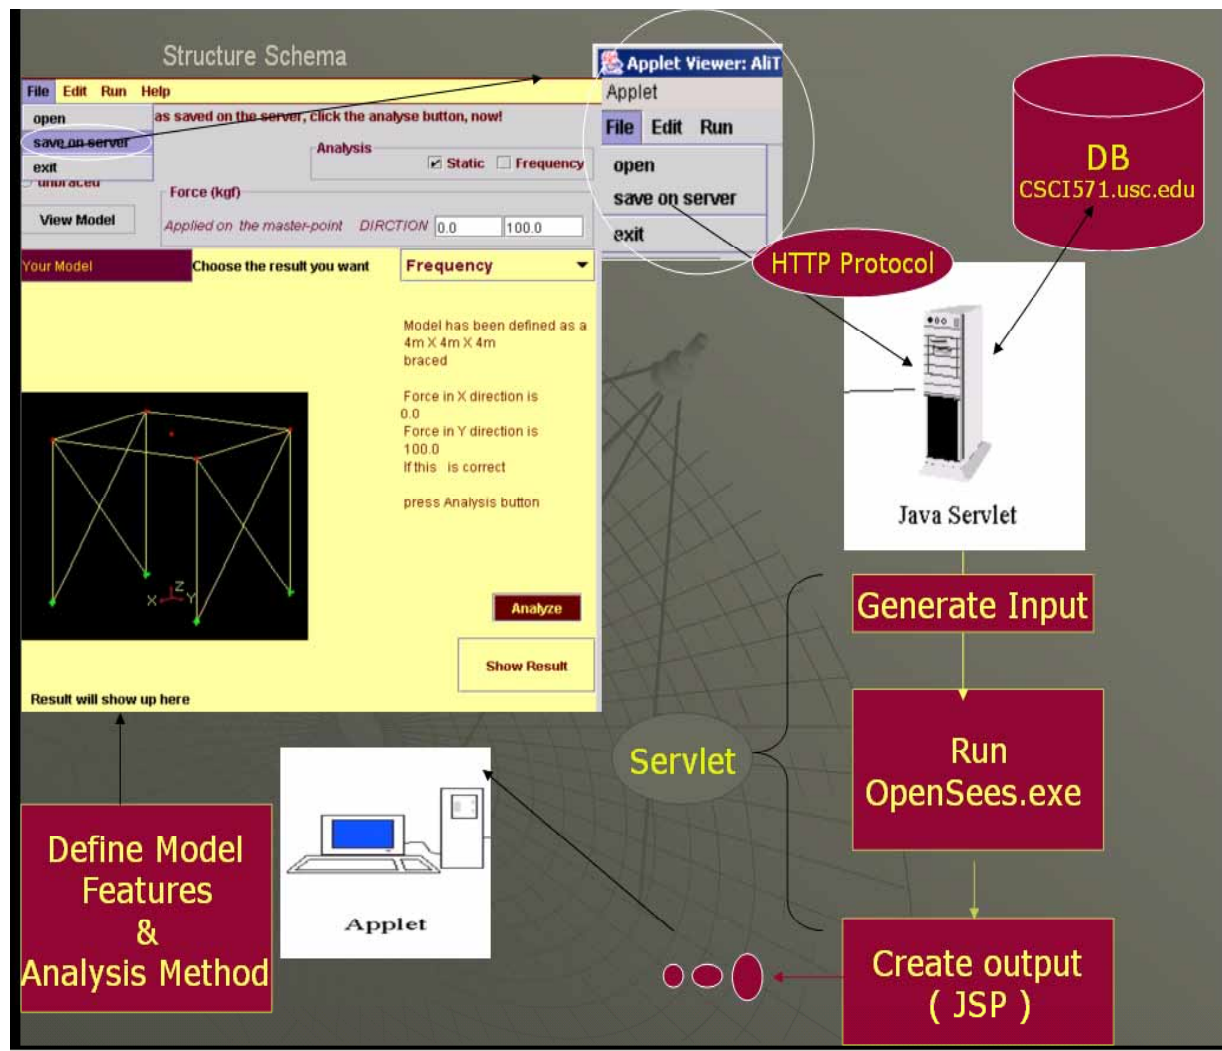 Structure Schema
File Edit Run Help
open
save on server
exit
as saved on the server, click the analyse button, now!
Analysis
Static Frequency
unbraced
View Model
Force (kgf)
Applied on the master-point DIRCTION 0.0 100.0
Your Model
Choose the result you want
Frequency
Model has been defined as a
4m X 4m X 4m
braced
Force in X direction is
0.0
Force in Y direction is
100.0
If this is correct
press Analysis button
X Z Y
Analyze
Show Result
Result will show up here
Applet Viewer: AliT
Applet
File Edit Run
open
save on server
exit
HTTP Protocol
DB
CSCI571.usc.edu
Java Servlet
Generate Input
Run
OpenSees.exe
Servlet
Create output
( JSP )
Applet
Define Model
Features
&
Analysis Method